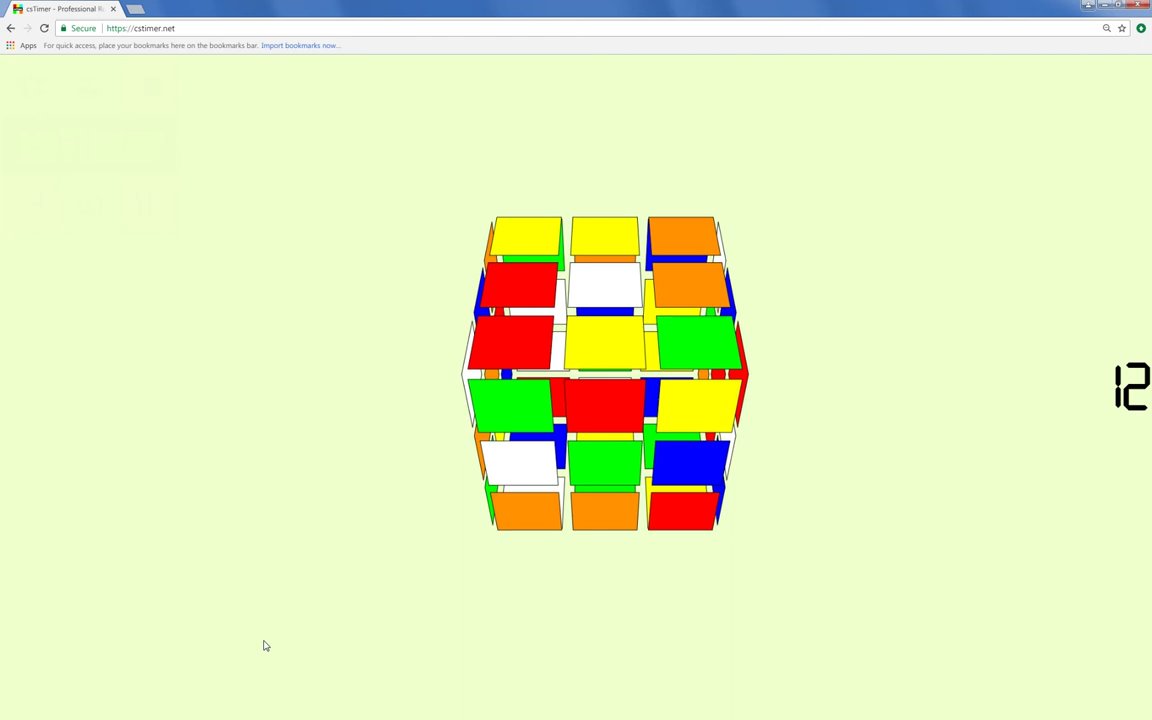 csTimer - Professional R
Secure https://cstimer.net
Apps For quick access, place your bookmarks here on the bookmarks bar. Import bookmarks now...
12